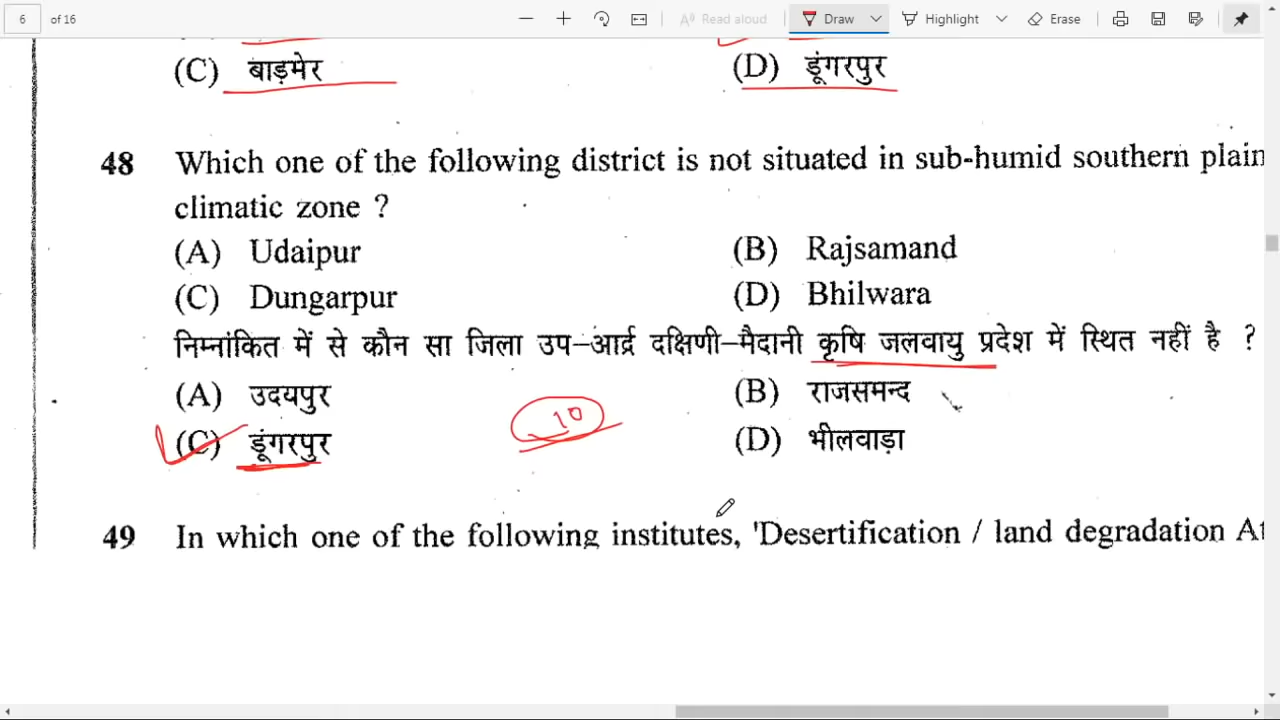 6 of 16 Read aloud Draw Highlight Erase
(C) बाड़मेर (D) डूंगरपुर
48 Which one of the following district is not situated in sub-humid southern plain
climatic zone ?
(A) Udaipur (B) Rajsamand
(C) Dungarpur (D) Bhilwara
निम्नांकित में से कौन सा जिला उप-आर्द्र दक्षिणी-मैदानी कृषि जलवायु प्रदेश में स्थित नहीं है ?
(A) उदयपुर (B) राजसमन्द
10
(C) डूंगरपुर (D) भीलवाड़ा
49 In which one of the following institutes, 'Desertification / land degradation